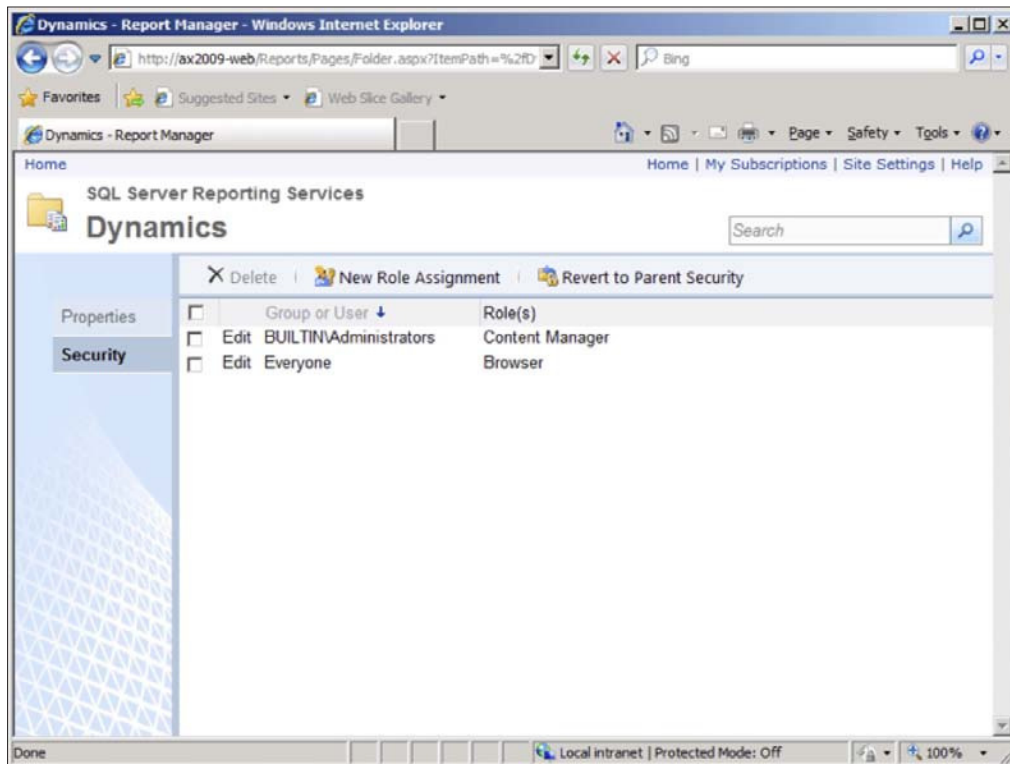 Dynamics - Report Manager - Windows Internet Explorer
http://ax2009-web/Reports/Pages/Folder.aspx?ItemPath=%2fD
Bing
Favorites Suggested Sites Web Slice Gallery
Dynamics - Report Manager
Page Safety Tools
Home
Home | My Subscriptions | Site Settings | Help
SQL Server Reporting Services
Dynamics
Search
Delete New Role Assignment Revert to Parent Security
Properties
Security
Group or User Role(s)
Edit BUILTIN\Administrators Content Manager
Edit Everyone Browser
Done Local intranet | Protected Mode: Off 100%